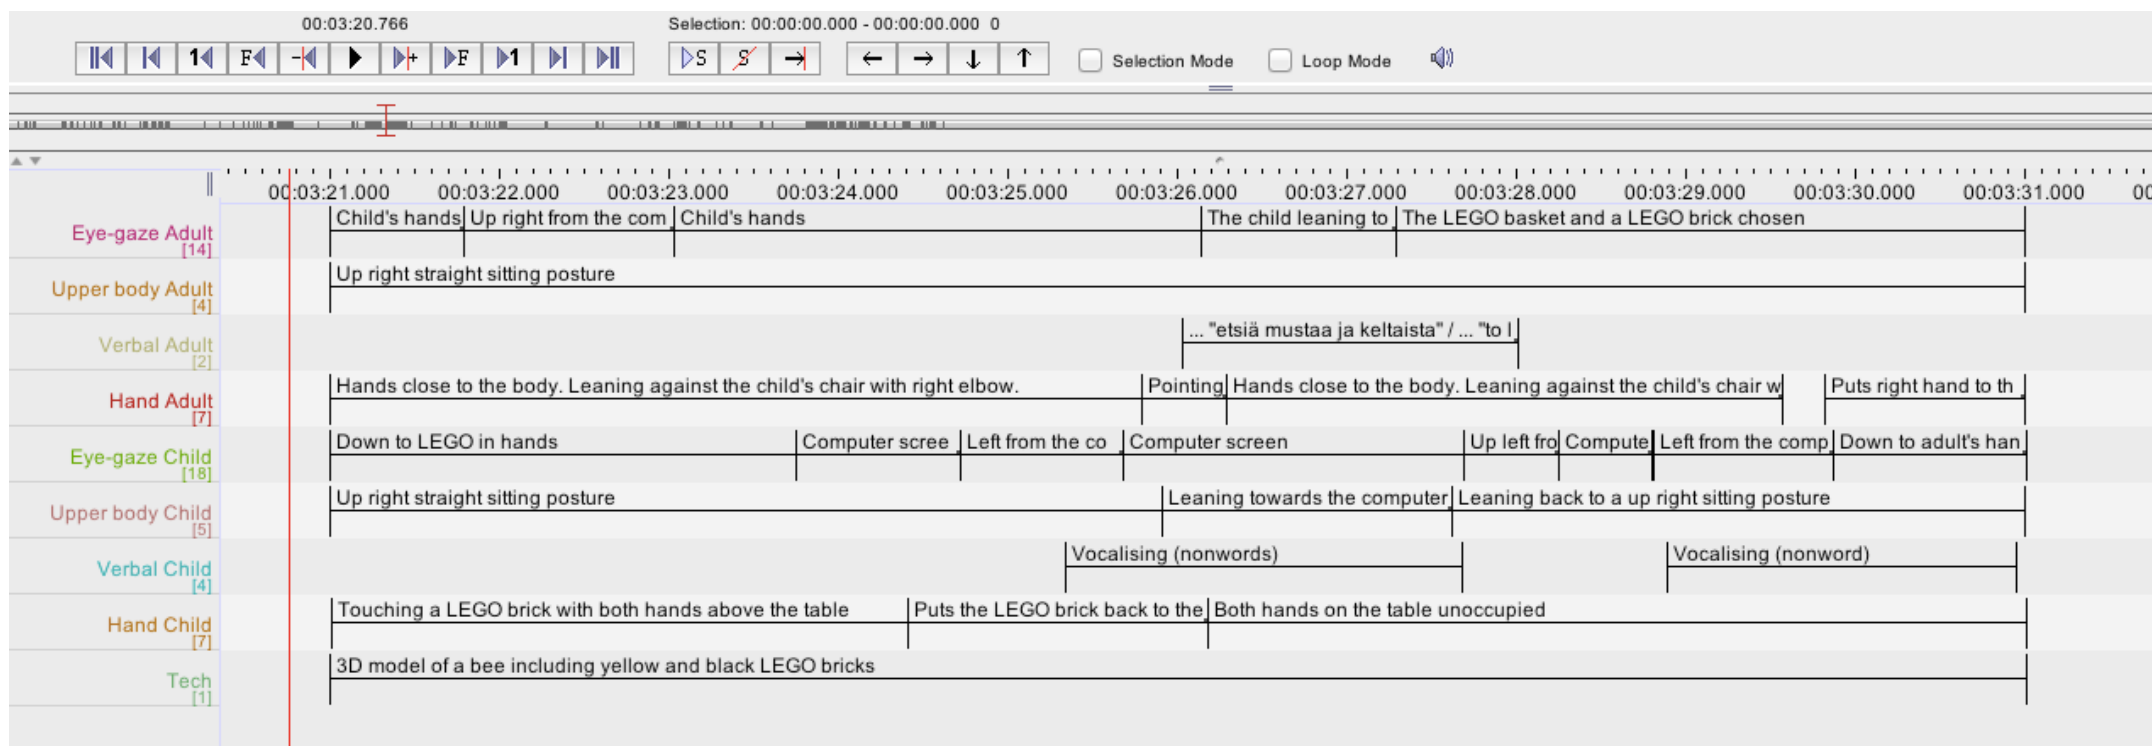 00:03:20.766 Selection: 00:00:00.000 - 00:00:00.000 0
1 F F 1 S S Selection Mode Loop Mode
00:03:21.000 00:03:22.000 00:03:23.000 00:03:24.000 00:03:25.000 00:03:26.000 00:03:27.000 00:03:28.000 00:03:29.000 00:03:30.000 00:03:31.000 00
Eye-gaze Adult Child's hands Up right from the com Child's hands The child leaning to The LEGO basket and a LEGO brick chosen
[14]
Upper body Adult Up right straight sitting posture
[4]
Verbal Adult ... "etsiä mustaa ja keltaista" / ... "to l
[2]
Hand Adult Hands close to the body. Leaning against the child's chair with right elbow. Pointing Hands close to the body. Leaning against the child's chair w Puts right hand to th
[7]
Eye-gaze Child Down to LEGO in hands Computer scree Left from the co Computer screen Up left fro Compute Left from the comp Down to adult's han
[18]
Upper body Child Up right straight sitting posture Leaning towards the computer Leaning back to a up right sitting posture
[5]
Verbal Child Vocalising (nonwords) Vocalising (nonword)
[4]
Hand Child Touching a LEGO brick with both hands above the table Puts the LEGO brick back to the Both hands on the table unoccupied
[7]
Tech 3D model of a bee including yellow and black LEGO bricks
[1]